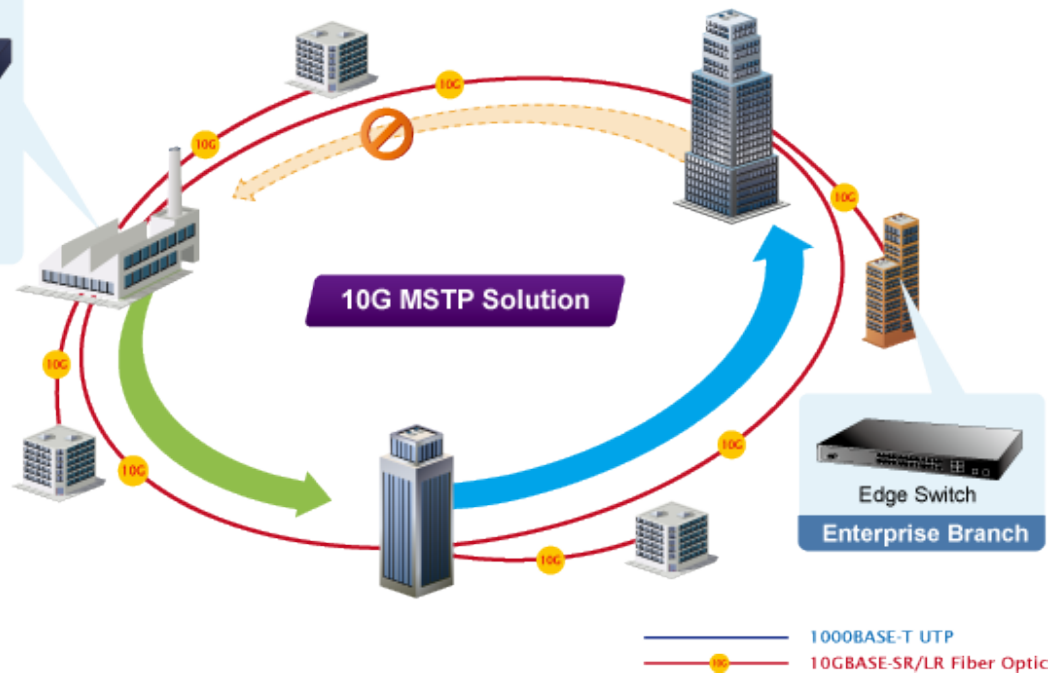 10G
10G
10G
10G MSTP Solution
10G
10G
10G
10G
Edge Switch
Enterprise Branch
1000BASE-T UTP
10G
10GBASE-SR/LR Fiber Optic